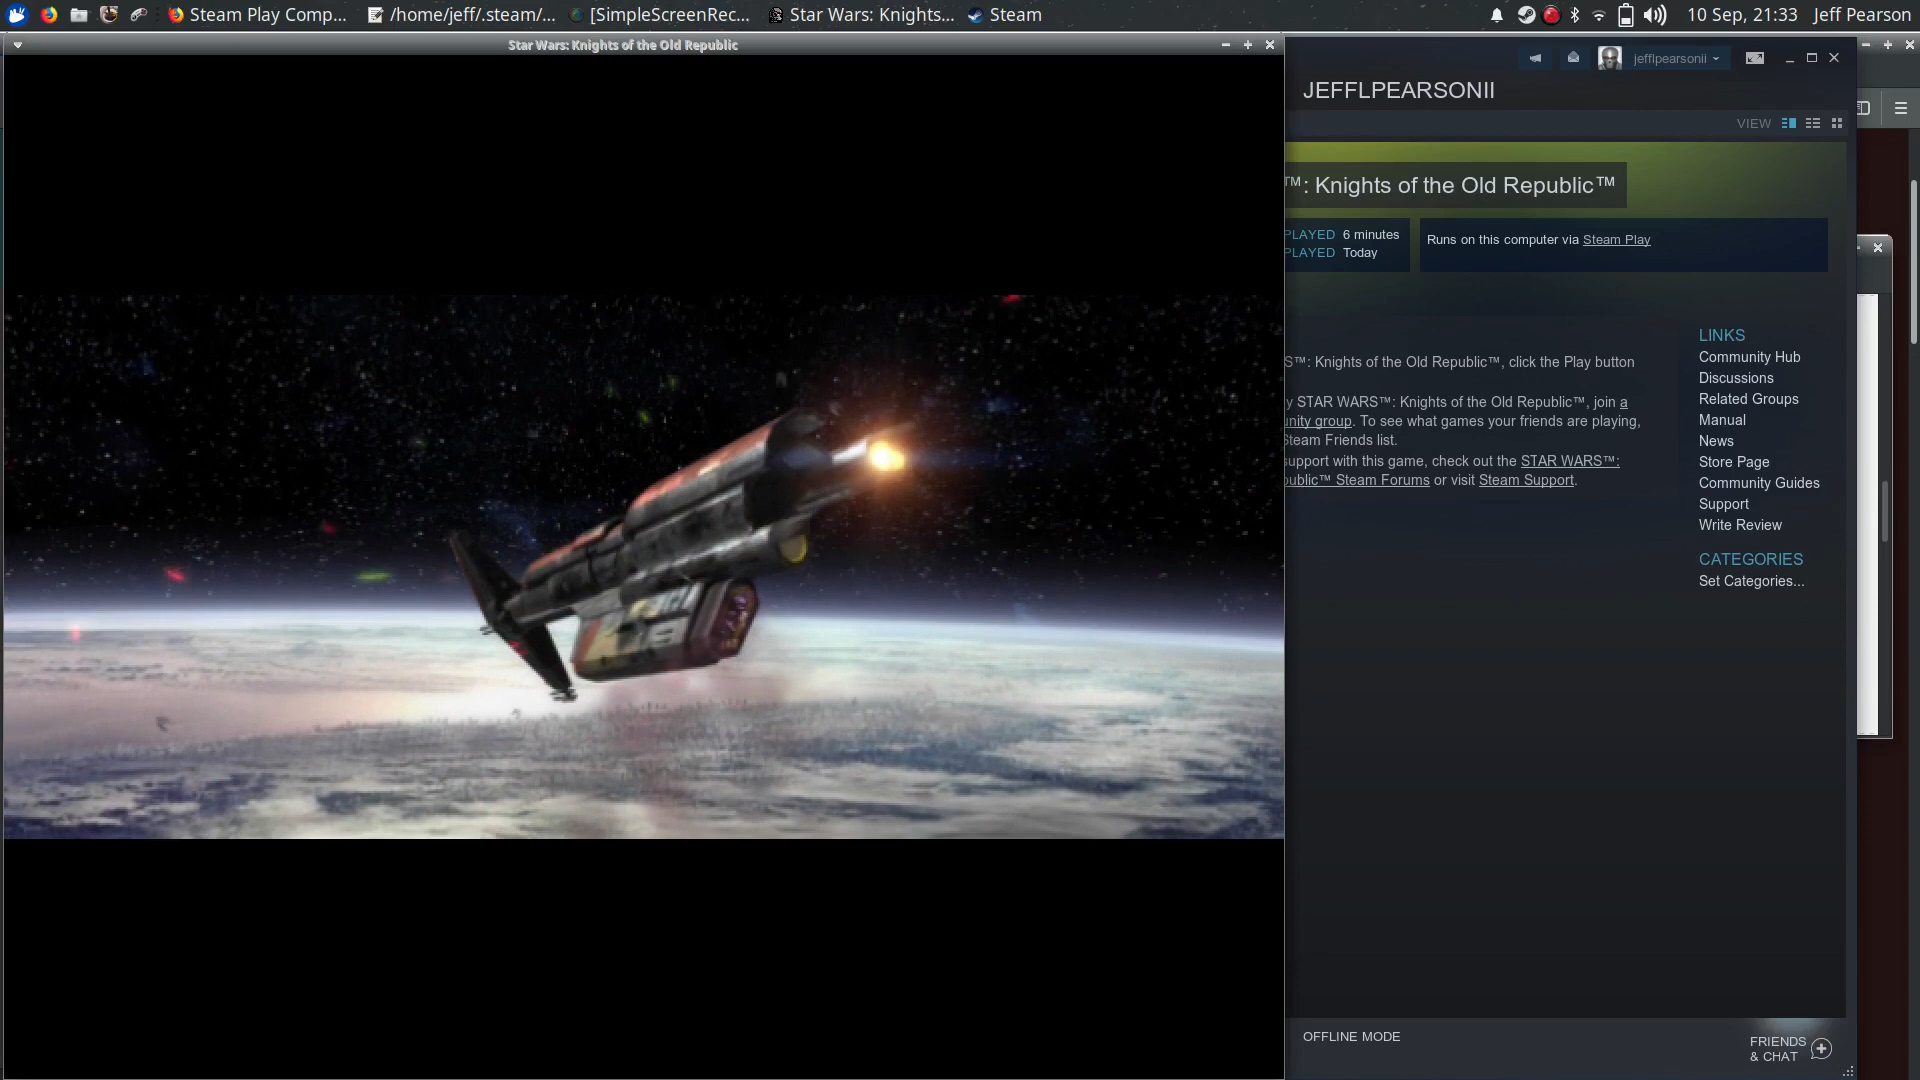 Steam Play Comp...
/home/jeff/.steam/...
[SimpleScreenRec...
Star Wars: Knights...
Steam
10 Sep, 21:33
Jeff Pearson
Star Wars: Knights of the Old Republic
jefflpearsonii
JEFFLPEARSONII
VIEW
™: Knights of the Old Republic™
PLAYED 6 minutes
PLAYED Today
Runs on this computer via Steam Play
S™: Knights of the Old Republic™, click the Play button
y STAR WARS™: Knights of the Old Republic™, join a
nity group. To see what games your friends are playing,
Steam Friends list.
support with this game, check out the STAR WARS™:
ublic™ Steam Forums or visit Steam Support.
LINKS
Community Hub
Discussions
Related Groups
Manual
News
Store Page
Community Guides
Support
Write Review
CATEGORIES
Set Categories...
OFFLINE MODE
FRIENDS
& CHAT